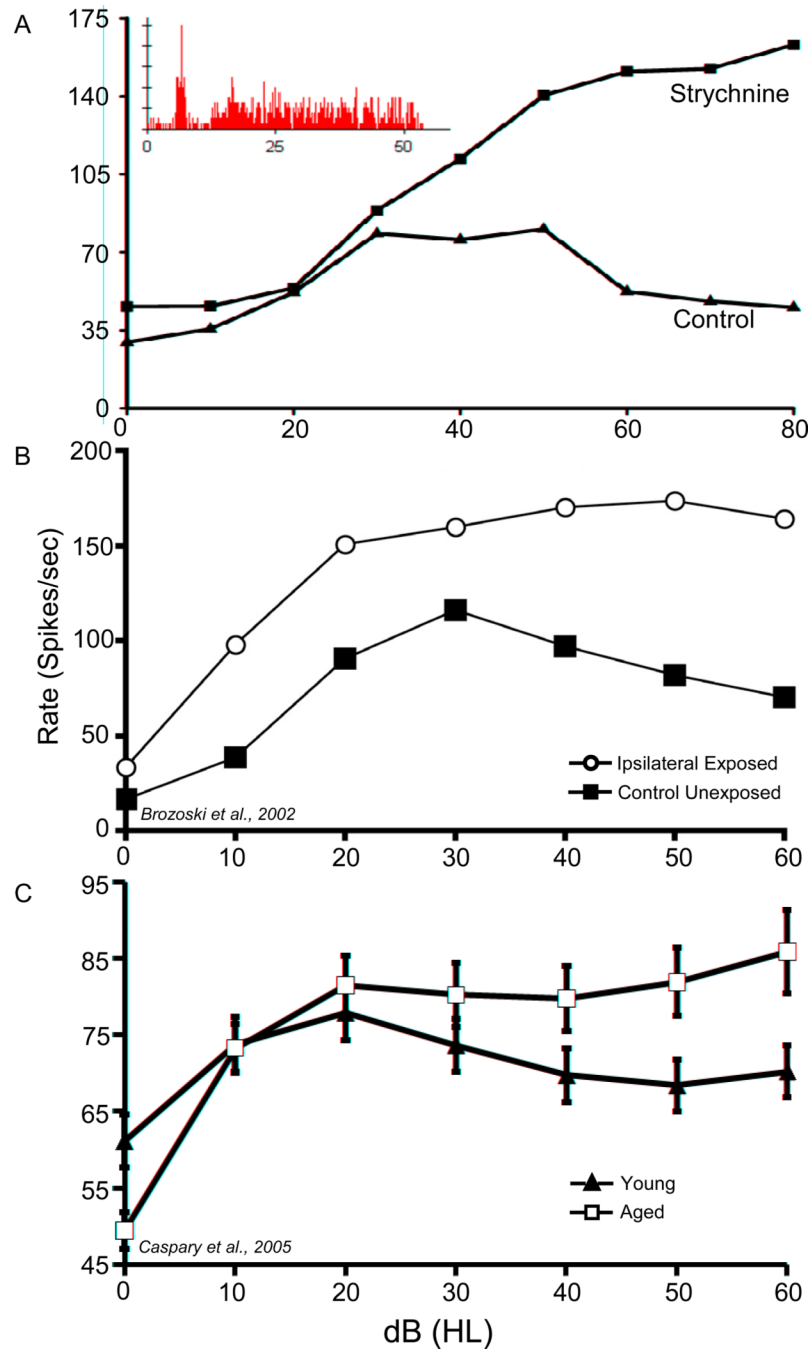 A
175
140
105
70
35
0
0 25 50
Strychnine
Control
0 20 40 60 80
B
200
150
100
50
0
Rate (Spikes/sec)
Ipsilateral Exposed
Control Unexposed
Brozoski et al., 2002
0 10 20 30 40 50 60
C
95
85
75
65
55
45
Young
Aged
Caspary et al., 2005
0 10 20 30 40 50 60
dB (HL)